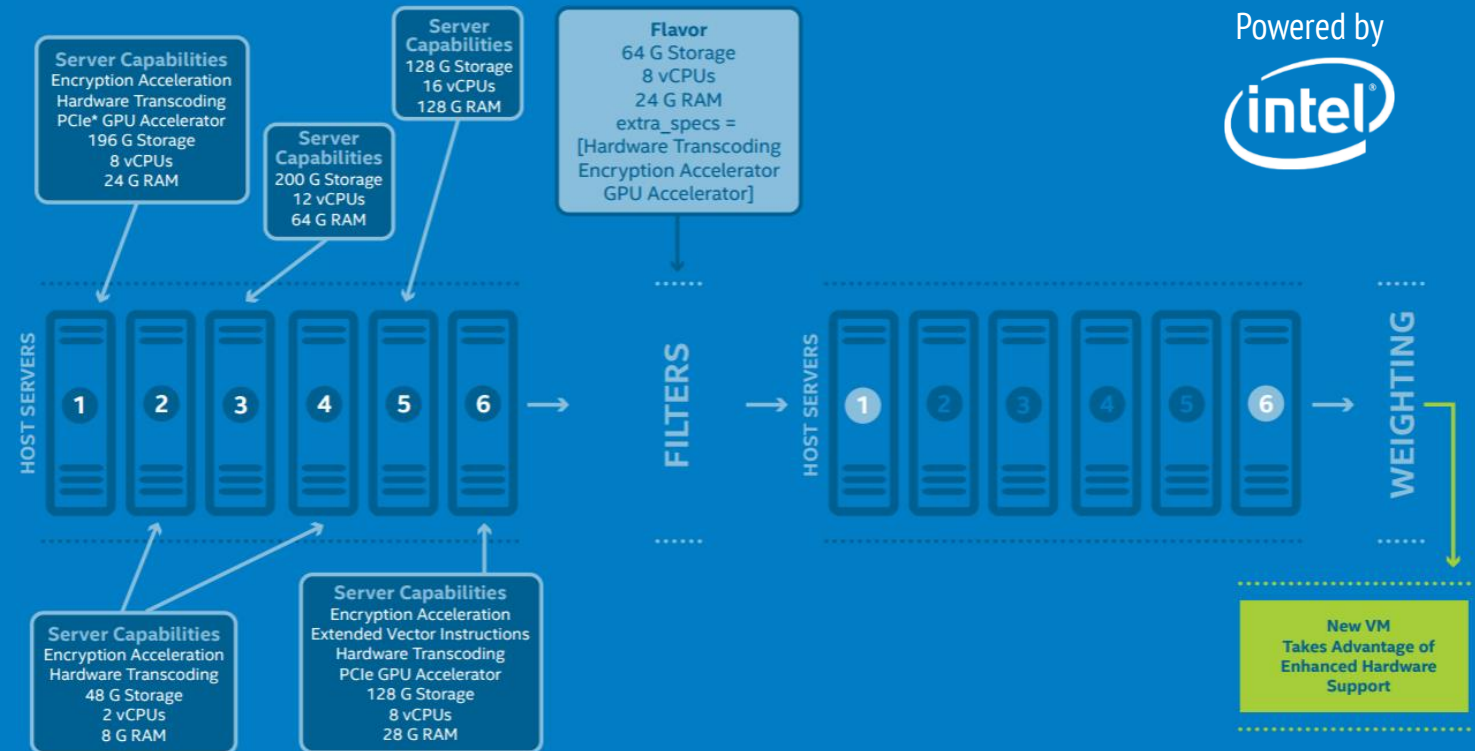 Server Capabilities
Encryption Acceleration
Hardware Transcoding
PCIe* GPU Accelerator
196 G Storage
8 vCPUs
24 G RAM
Server
Capabilities
200 G Storage
12 vCPUs
64 G RAM
Server
Capabilities
128 G Storage
16 vCPUs
128 G RAM
Flavor
64 G Storage
8 vCPUs
24 G RAM
extra_specs =
[Hardware Transcoding
Encryption Accelerator
GPU Accelerator]
Powered by
intel®
HOST SERVERS
1
2
3
4
5
6
FILTERS
HOST SERVERS
1
2
3
4
5
6
WEIGHTING
Server Capabilities
Encryption Acceleration
Hardware Transcoding
48 G Storage
2 vCPUs
8 G RAM
Server Capabilities
Encryption Acceleration
Extended Vector Instructions
Hardware Transcoding
PCIe GPU Accelerator
128 G Storage
8 vCPUs
28 G RAM
New VM
Takes Advantage of
Enhanced Hardware
Support